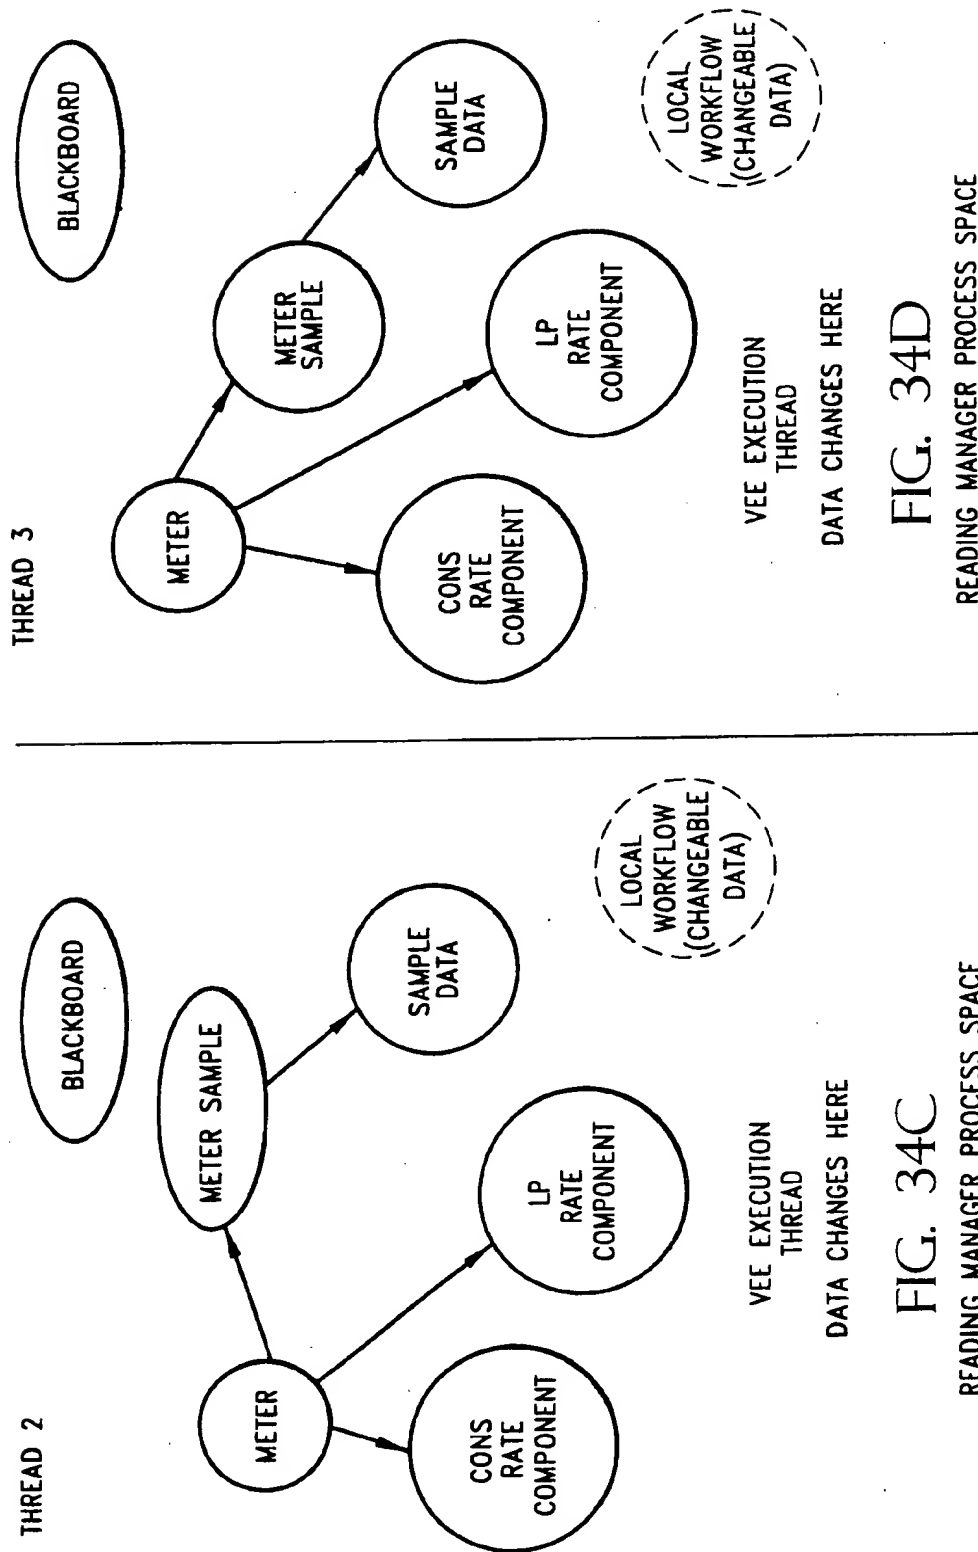 THREAD 2
BLACKBOARD
METER SAMPLE
METER
SAMPLE
DATA
CONS
RATE
COMPONENT
LP
RATE
COMPONENT
LOCAL
WORKFLOW
(CHANGEABLE
DATA)
VEE EXECUTION
THREAD
DATA CHANGES HERE
FIG. 34C
READING MANAGER PROCESS SPACE
THREAD 3
BLACKBOARD
METER
METER
SAMPLE
SAMPLE
DATA
CONS
RATE
COMPONENT
LP
RATE
COMPONENT
LOCAL
WORKFLOW
(CHANGEABLE
DATA)
VEE EXECUTION
THREAD
DATA CHANGES HERE
FIG. 34D
READING MANAGER PROCESS SPACE